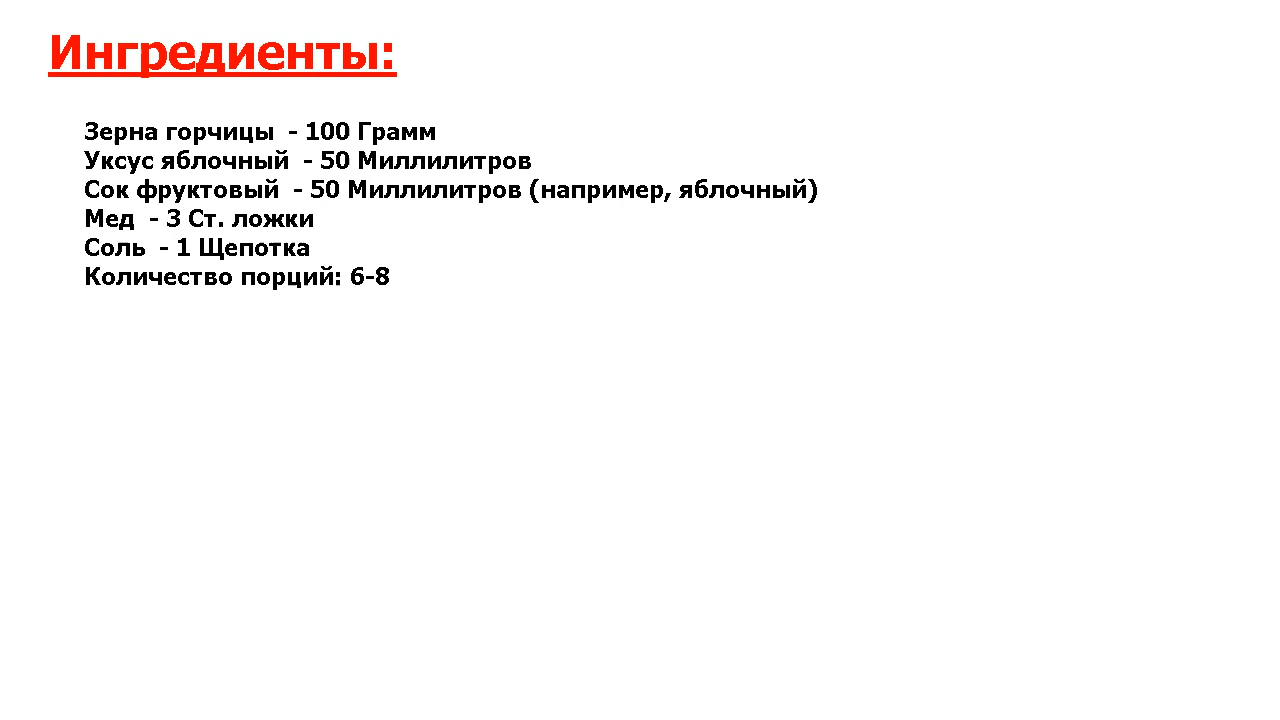 Ингредиенты:
Зерна горчицы  - 100 Грамм
Уксус яблочный  - 50 Миллилитров
Сок фруктовый  - 50 Миллилитров (например, яблочный)
Мед  - 3 Ст. ложки
Соль  - 1 Щепотка
Количество порций: 6-8